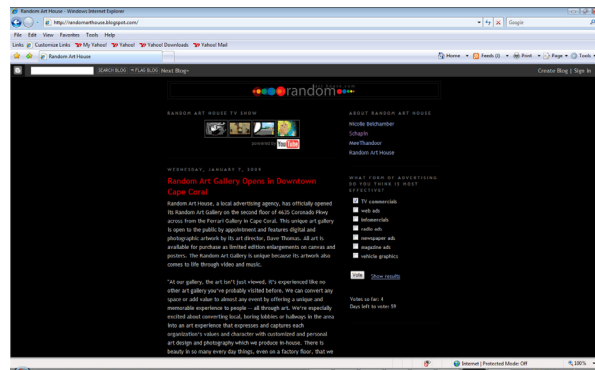 Random Art House - Windows Internet Explorer
http://randomarthouse.blogspot.com/
Google
File Edit View Favorites Tools Help
Links Customize Links My Yahoo! Yahoo! Yahoo! Downloads Yahoo! Mail
Random Art House Home Feeds (J) Print Page Tools
SEARCH BLOG FLAG BLOG Next Blog» Create Blog | Sign In
random
RANDOM ART HOUSE TV SHOW
powered by YouTube
WEDNESDAY, JANUARY 7, 2009
Random Art Gallery Opens in Downtown
Cape Coral
Random Art House, a local advertising agency, has officially opened
its Random Art Gallery on the second floor of 4635 Coronado Pkwy
across from the Ferrari Gallery in Cape Coral. This unique art gallery
is open to the public by appointment and features digital and
photographic artwork by its art director, Dave Thomas. All art is
available for purchase as limited edition enlargements on canvas and
posters. The Random Art Gallery is unique because its artwork also
comes to life through video and music.
"At our gallery, the art isn't just viewed, it's experienced like no
other art gallery you've probably visited before. We can convert any
space or add value to almost any event by offering a unique and
memorable experience to people — all through art. We're especially
excited about converting local, boring lobbies or hallways in the area
into an art experience that expresses and captures each
organization's values and character with customized and personal
art design and photography which we produce in-house. There is
beauty in so many every day things, even on a factory floor, that we
ABOUT RANDOM ART HOUSE
Nicolle Belchamber
Schapin
MweThandoor
Random Art House
WHAT FORM OF ADVERTISING
DO YOU THINK IS MOST
EFFECTIVE?
TV commercials
web ads
infomercials
radio ads
newspaper ads
magazine ads
vehicle graphics
Vote Show results
Votes so far: 4
Days left to vote: 59
Internet | Protected Mode: Off 100%